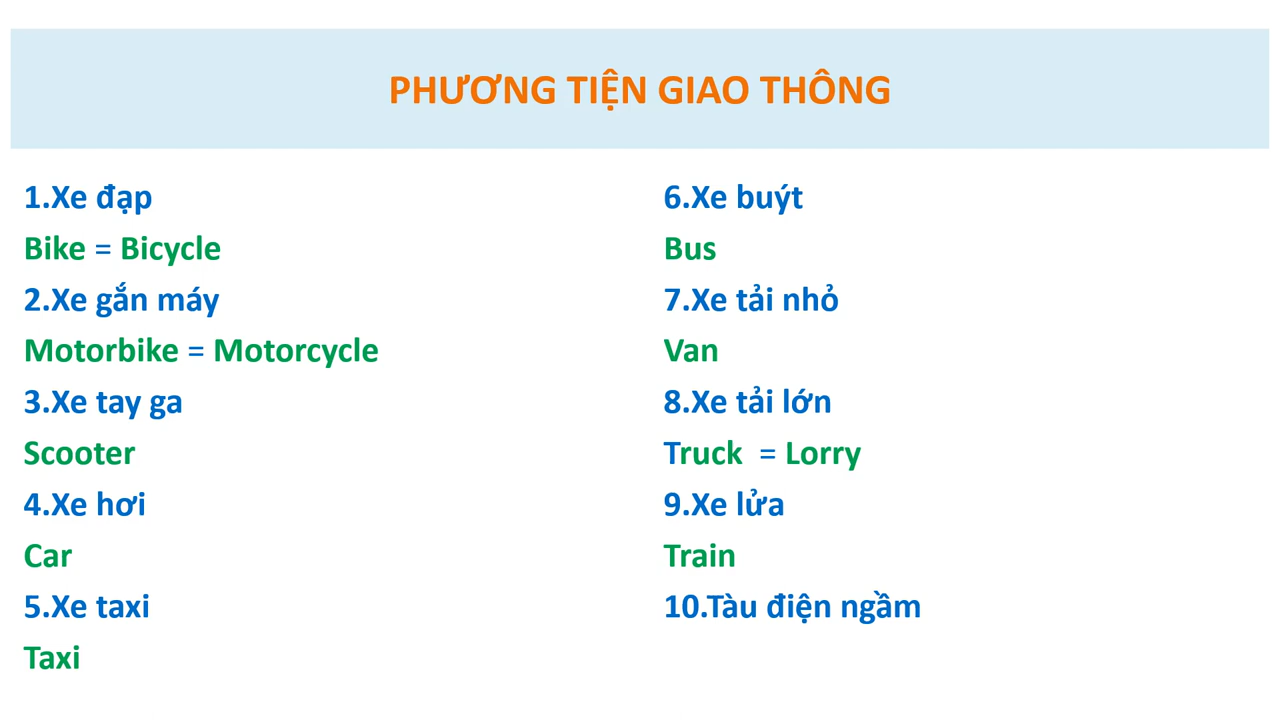 PHƯƠNG TIỆN GIAO THÔNG
1.Xe đạp
Bike = Bicycle
2.Xe gắn máy
Motorbike = Motorcycle
3.Xe tay ga
Scooter
4.Xe hơi
Car
5.Xe taxi
Taxi
6.Xe buýt
Bus
7.Xe tải nhỏ
Van
8.Xe tải lớn
Truck = Lorry
9.Xe lửa
Train
10.Tàu điện ngầm